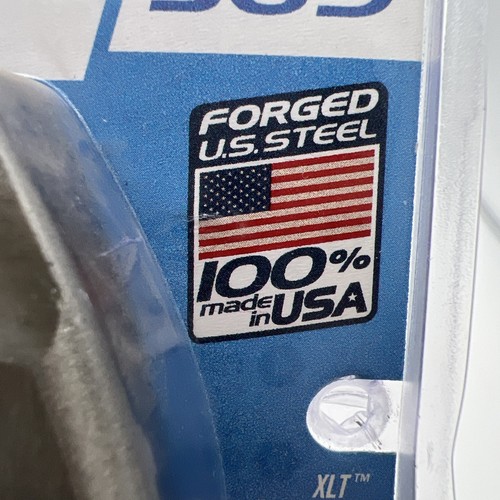 FORGED
U.S. STEEL
100%
made
in USA
XLT™